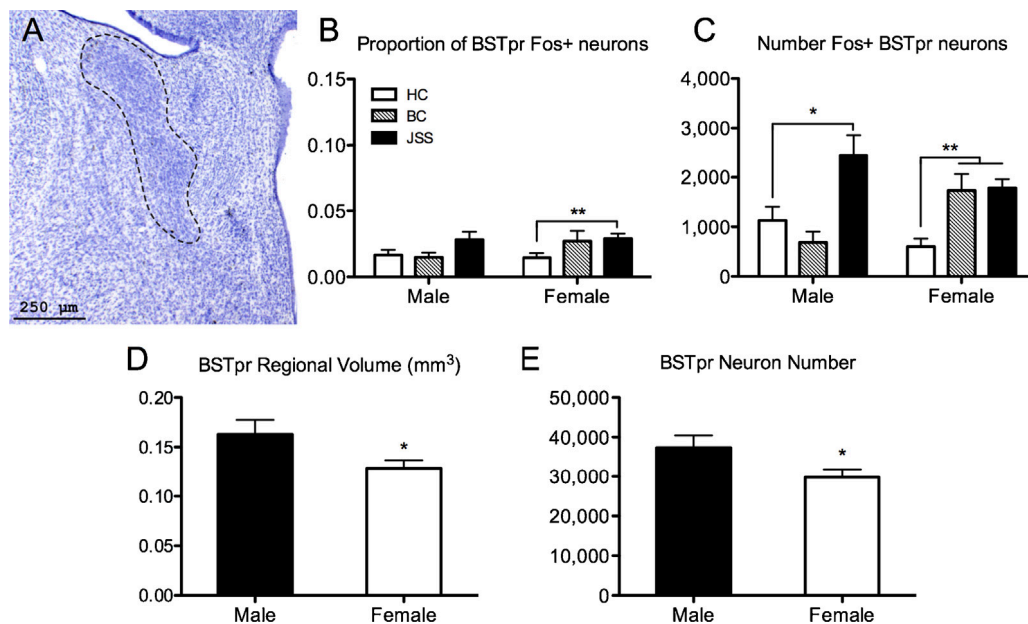 A
250 µm
B
Proportion of BSTpr Fos+ neurons
0.15
0.10
0.05
0.00
HC
BC
JSS
**
Male Female
C
Number Fos+ BSTpr neurons
4,000
3,000
2,000
1,000
0
*
**
Male Female
D
BSTpr Regional Volume (mm³)
0.20
0.15
0.10
0.05
0.00
*
Male Female
E
BSTpr Neuron Number
50,000
40,000
30,000
20,000
10,000
0
*
Male Female